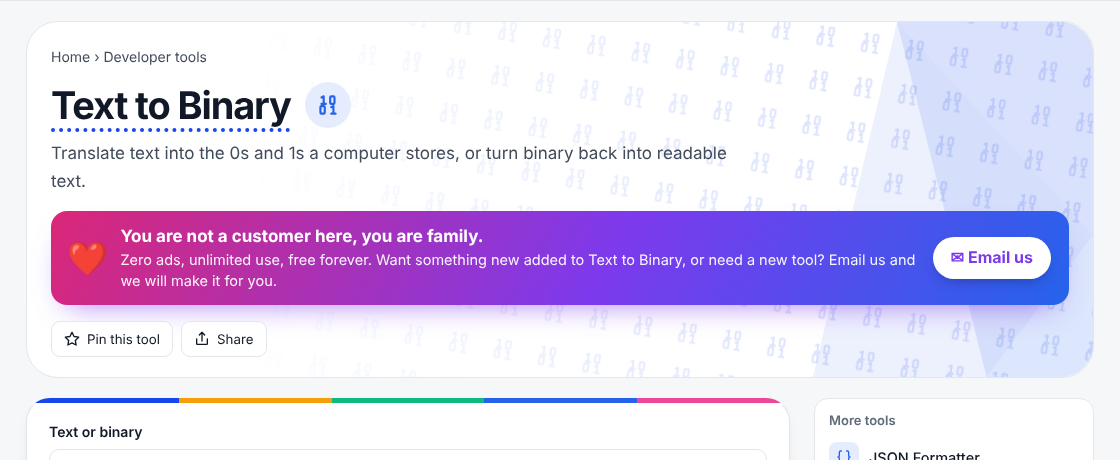 Home › Developer tools
Text to Binary
Translate text into the 0s and 1s a computer stores, or turn binary back into readable
text.
You are not a customer here, you are family.
Zero ads, unlimited use, free forever. Want something new added to Text to Binary, or need a new tool? Email us and
we will make it for you.
✉ Email us
Pin this tool
Share
Text or binary
More tools
{ } JSON Formatter